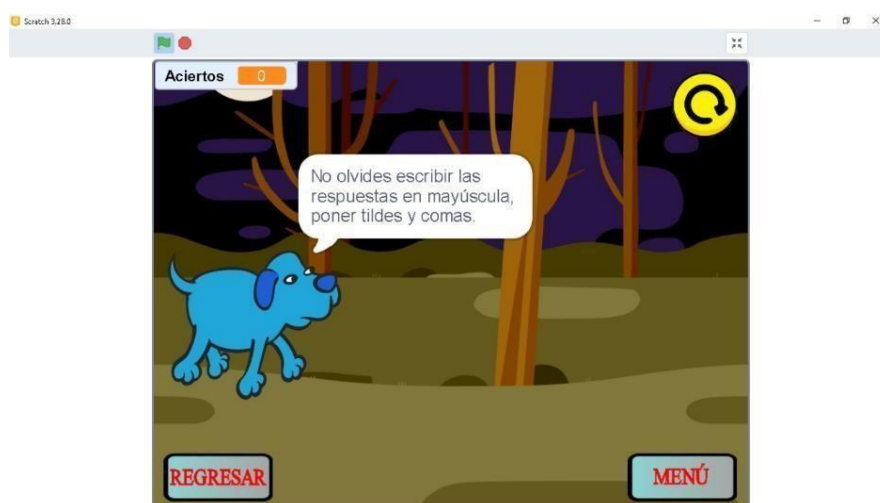 Scratch 3.28.0
Aciertos 0
No olvides escribir las
respuestas en mayúscula,
poner tildes y comas.
REGRESAR
MENÚ